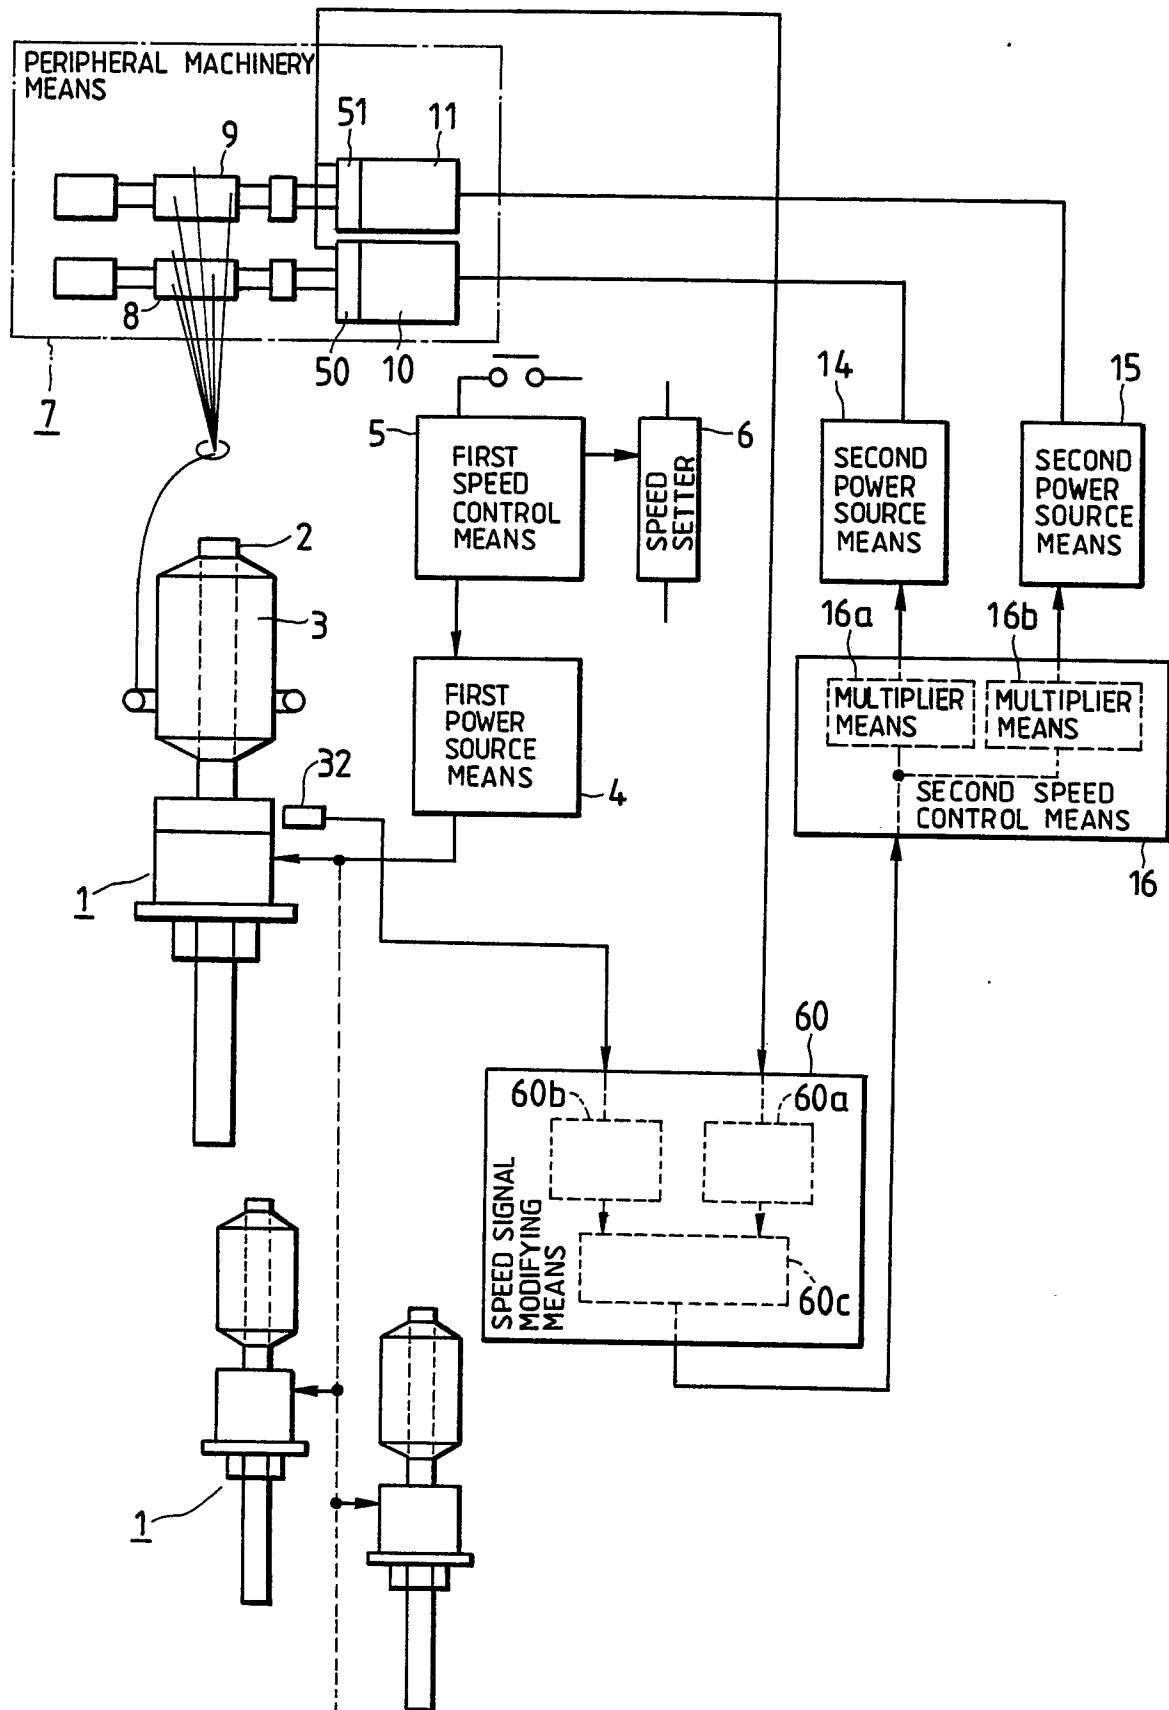 PERIPHERAL MACHINERY
MEANS
9
51
11
8
50
10
7
5
FIRST
SPEED
CONTROL
MEANS
SPEED
SETTER
6
14
SECOND
POWER
SOURCE
MEANS
15
SECOND
POWER
SOURCE
MEANS
2
3
FIRST
POWER
SOURCE
MEANS
4
16a
16b
MULTIPLIER
MEANS
MULTIPLIER
MEANS
SECOND SPEED
CONTROL MEANS
16
32
1
60
60b
60a
60c
SPEED SIGNAL
MODIFYING
MEANS
1